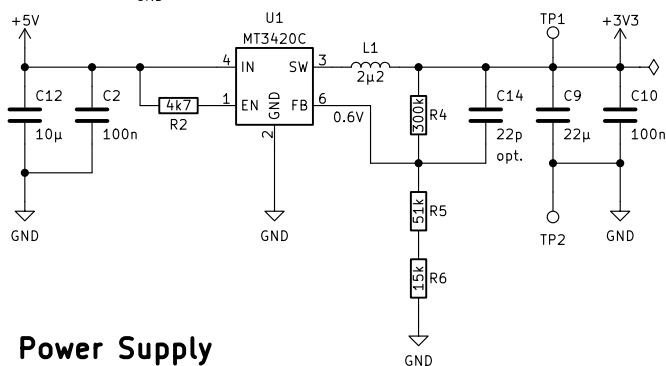 GND
+5V
U1
TP1
+3V3
MT3420C
L1
4 IN SW 3
2µ2
C12
C2
4k7
1 EN FB 6
300k
R4
C14
C9
C10
10µ
100n
R2
GND
2
0.6V
22p
22µ
100n
opt.
51k
R5
GND
GND
TP2
GND
15k
R6
Power Supply
GND